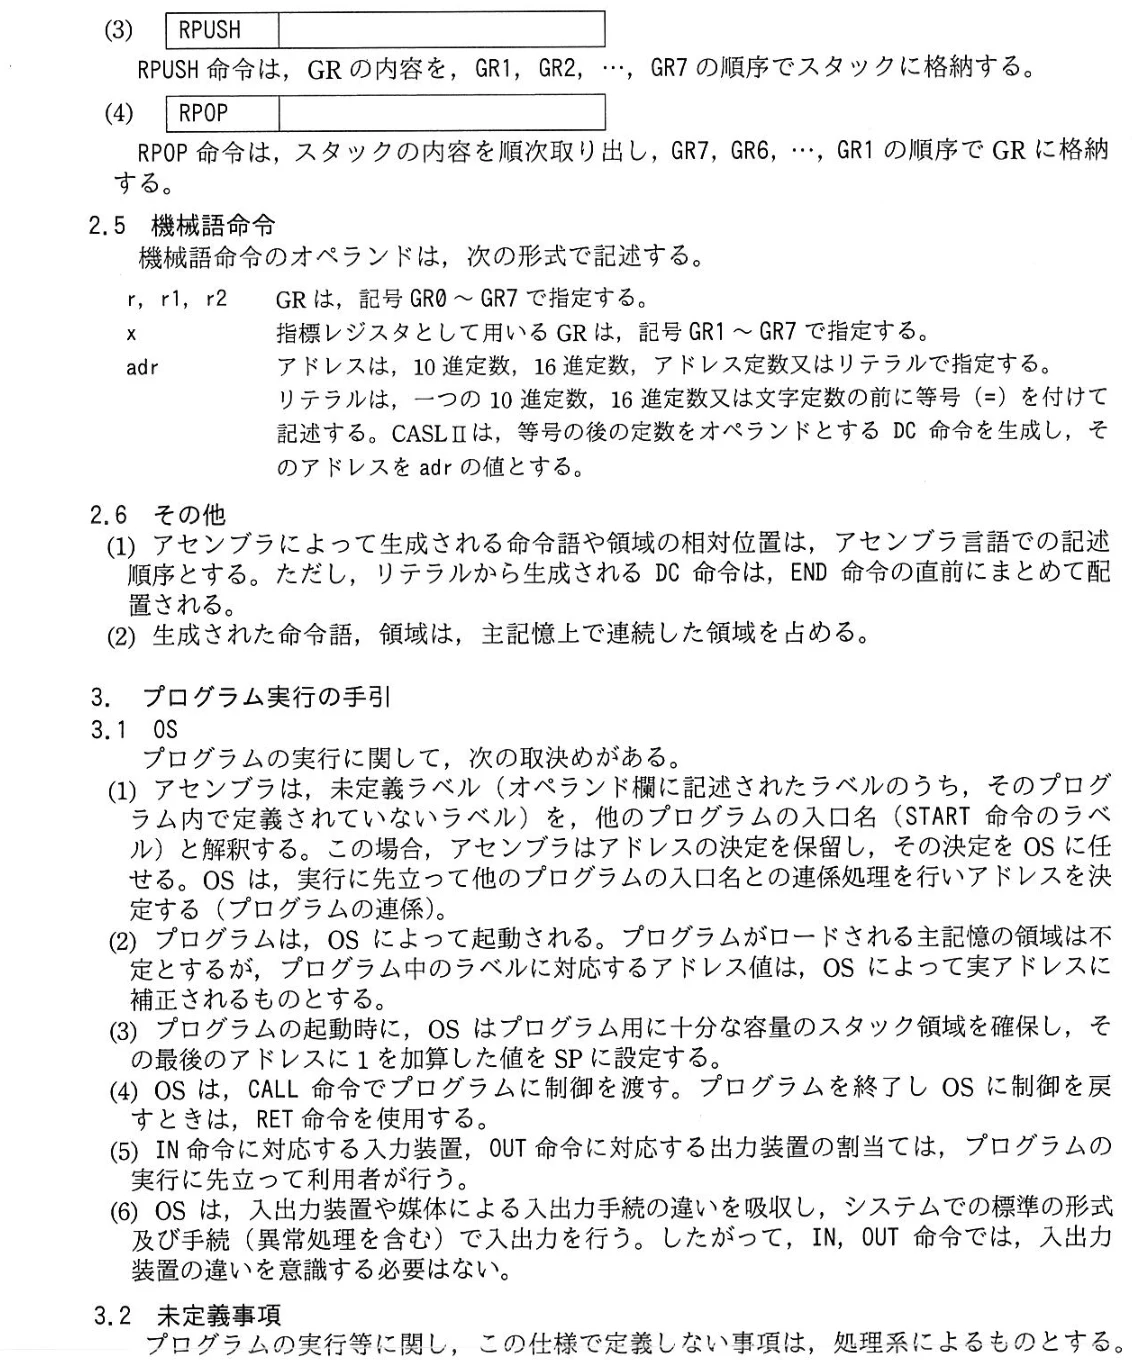 (3) RPUSH
RPUSH 命令は，GR の内容を，GR1，GR2，…，GR7 の順序でスタックに格納する。
(4) RPOP
RPOP 命令は，スタックの内容を順次取り出し，GR7，GR6，…，GR1 の順序で GR に格納
する。
2.5 機械語命令
機械語命令のオペランドは，次の形式で記述する。
r，r1，r2 GR は，記号 GR0 ～ GR7 で指定する。
x 指標レジスタとして用いる GR は，記号 GR1 ～ GR7 で指定する。
adr アドレスは，10 進定数，16 進定数，アドレス定数又はリテラルで指定する。
リテラルは，一つの 10 進定数，16 進定数又は文字定数の前に等号（=）を付けて
記述する。CASLⅡは，等号の後の定数をオペランドとする DC 命令を生成し，そ
のアドレスを adr の値とする。
2.6 その他
(1) アセンブラによって生成される命令語や領域の相対位置は，アセンブラ言語での記述
順序とする。ただし，リテラルから生成される DC 命令は，END 命令の直前にまとめて配
置される。
(2) 生成された命令語，領域は，主記憶上で連続した領域を占める。
3. プログラム実行の手引
3.1 OS
プログラムの実行に関して，次の取決めがある。
(1) アセンブラは，未定義ラベル（オペランド欄に記述されたラベルのうち，そのプログ
ラム内で定義されていないラベル）を，他のプログラムの入口名（START 命令のラベ
ル）と解釈する。この場合，アセンブラはアドレスの決定を保留し，その決定を OS に任
せる。OS は，実行に先立って他のプログラムの入口名との連係処理を行いアドレスを決
定する（プログラムの連係）。
(2) プログラムは，OS によって起動される。プログラムがロードされる主記憶の領域は不
定とするが，プログラム中のラベルに対応するアドレス値は，OS によって実アドレスに
補正されるものとする。
(3) プログラムの起動時に，OS はプログラム用に十分な容量のスタック領域を確保し，そ
の最後のアドレスに 1 を加算した値を SP に設定する。
(4) OS は，CALL 命令でプログラムに制御を渡す。プログラムを終了し OS に制御を戻
すときは，RET 命令を使用する。
(5) IN 命令に対応する入力装置，OUT 命令に対応する出力装置の割当ては，プログラムの
実行に先立って利用者が行う。
(6) OS は，入出力装置や媒体による入出力手続の違いを吸収し，システムでの標準の形式
及び手続（異常処理を含む）で入出力を行う。したがって，IN，OUT 命令では，入出力
装置の違いを意識する必要はない。
3.2 未定義事項
プログラムの実行等に関し，この仕様で定義しない事項は，処理系によるものとする。